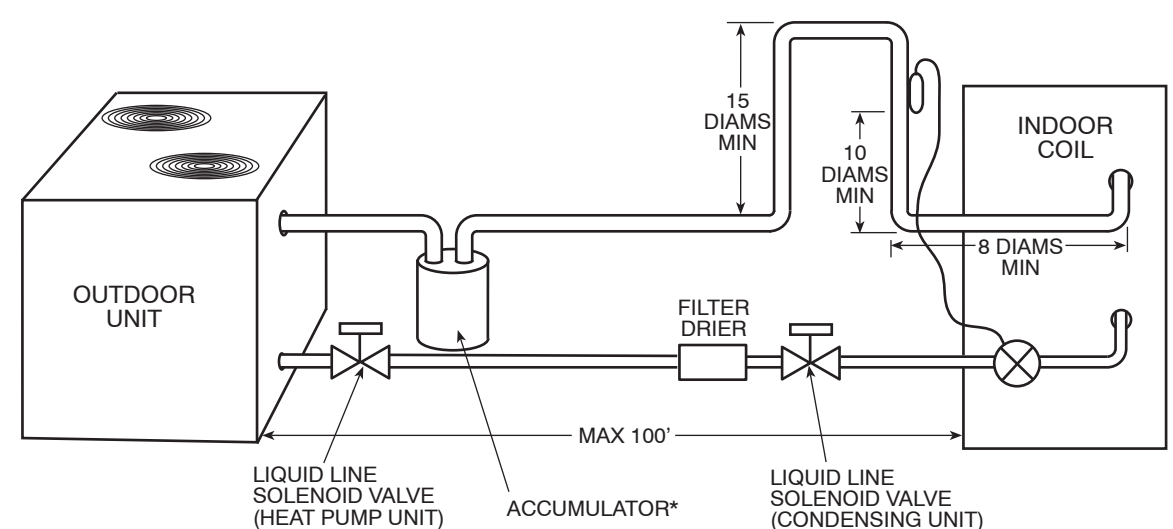 15
DIAMS
MIN
10
DIAMS
MIN
INDOOR
COIL
8 DIAMS
MIN
OUTDOOR
UNIT
FILTER
DRIER
MAX 100’
LIQUID LINE
SOLENOID VALVE
(HEAT PUMP UNIT)
ACCUMULATOR*
LIQUID LINE
SOLENOID VALVE
(CONDENSING UNIT)